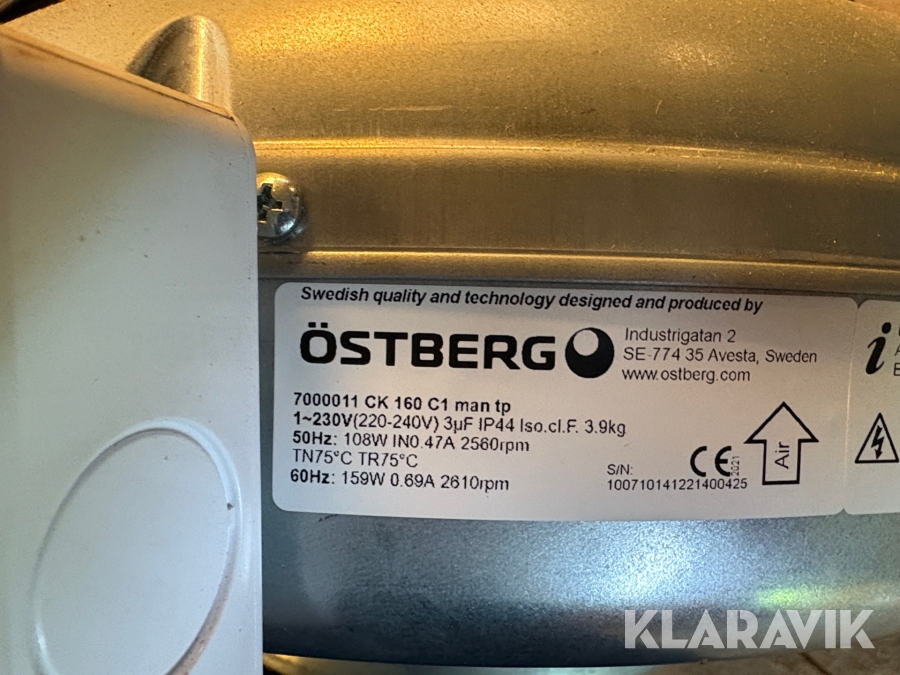 Swedish quality and technology designed and produced by
ÖSTBERG
Industrigatan 2
SE-774 35 Avesta, Sweden
www.östberg.com
7000011 CK 160 C1 man tp
1~230V(220-240V) 3µF IP44 Iso.cl.F. 3.9kg
50Hz: 108W IN0.47A 2560rpm
TN75°C TR75°C
60Hz: 159W 0.69A 2610rpm
S/N:
100710141221400425
CE
2021
Air
i
KLARAVIK